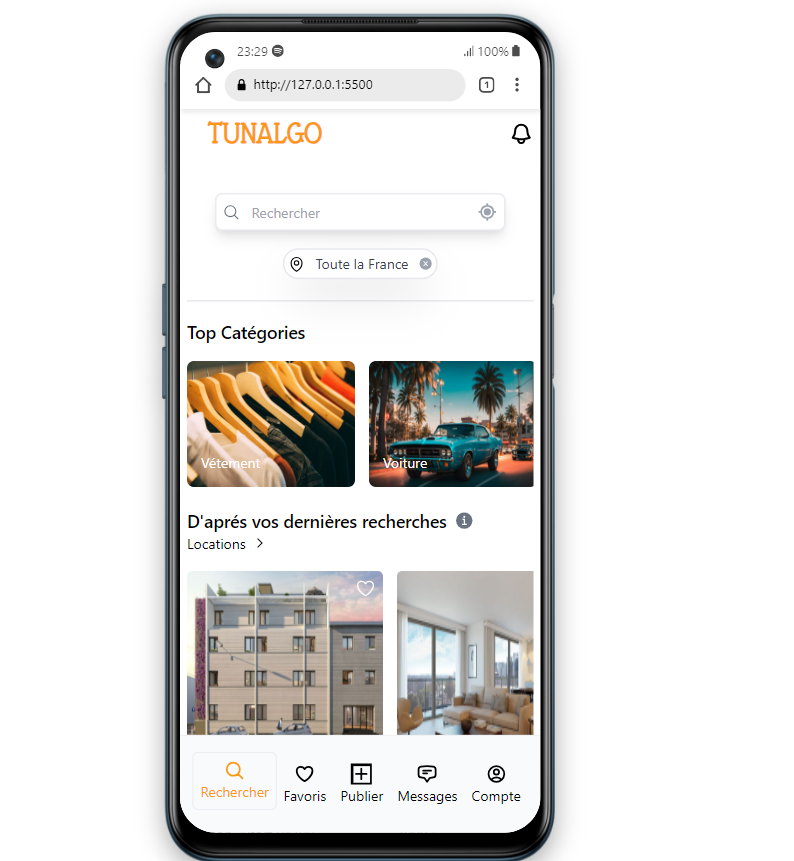 23:29
100%
http://127.0.0.1:5500
1
TUNALGO
Rechercher
Toute la France
Top Catégories
Vétement
Voiture
D'aprés vos dernières recherches
Locations
Rechercher
Favoris
Publier
Messages
Compte